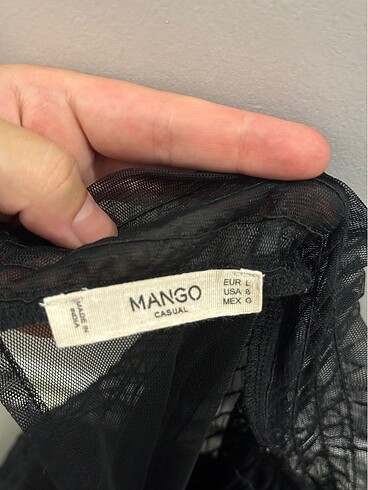 MADE IN
INDIA
MANGO
CASUAL
EUR L
USA 8
MEX G